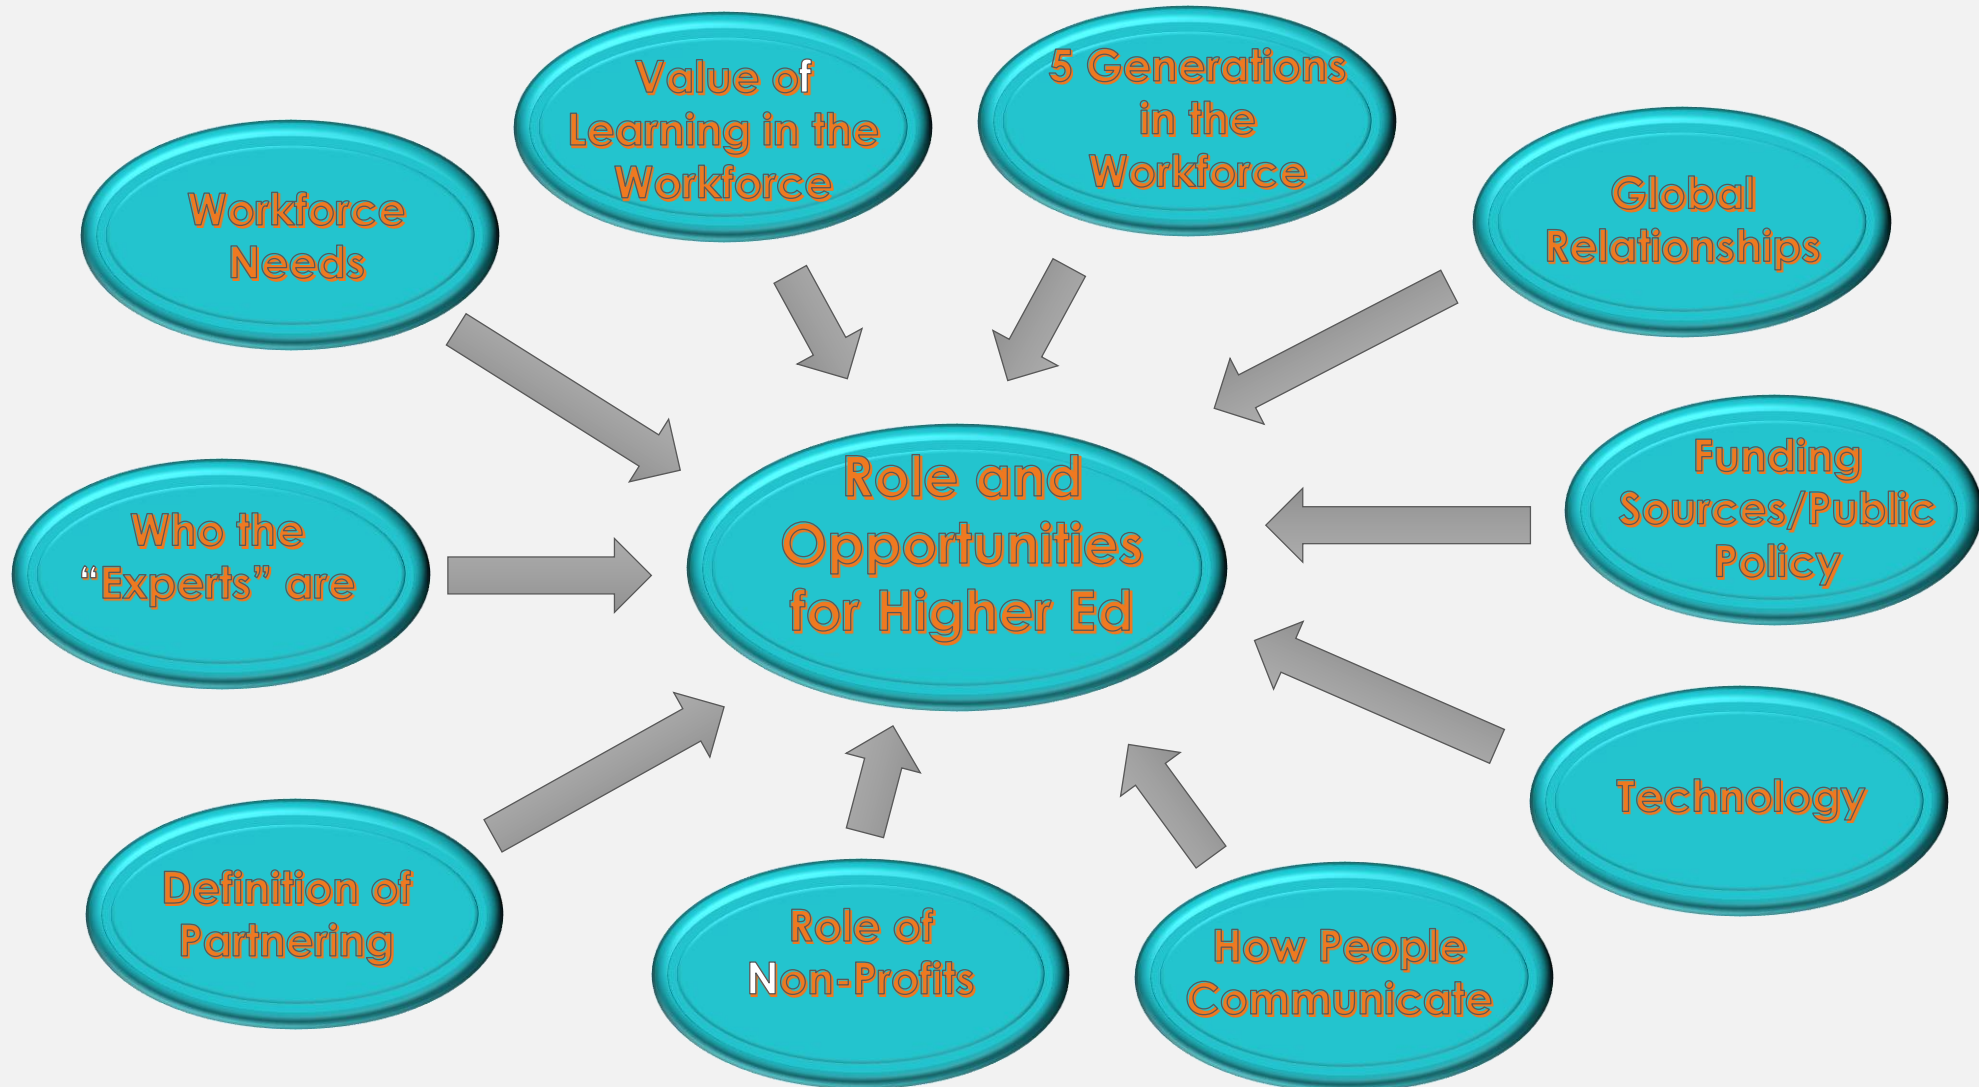 Value of
Learning in the
Workforce
5 Generations
in the
Workforce
Workforce
Needs
Global
Relationships
Role and
Opportunities
for Higher Ed
Funding
Sources/Public
Policy
Who the
“Experts” are
Technology
Definition of
Partnering
Role of
Non-Profits
How People
Communicate